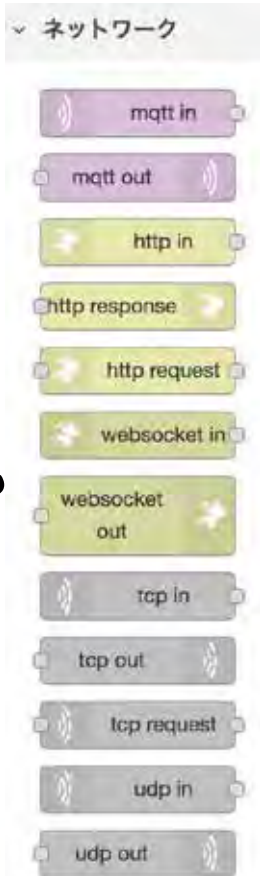 ネットワーク
mqtt in
mqtt out
http in
http response
http request
websocket in
websocket
out
tcp in
tcp out
tcp request
udp in
udp out